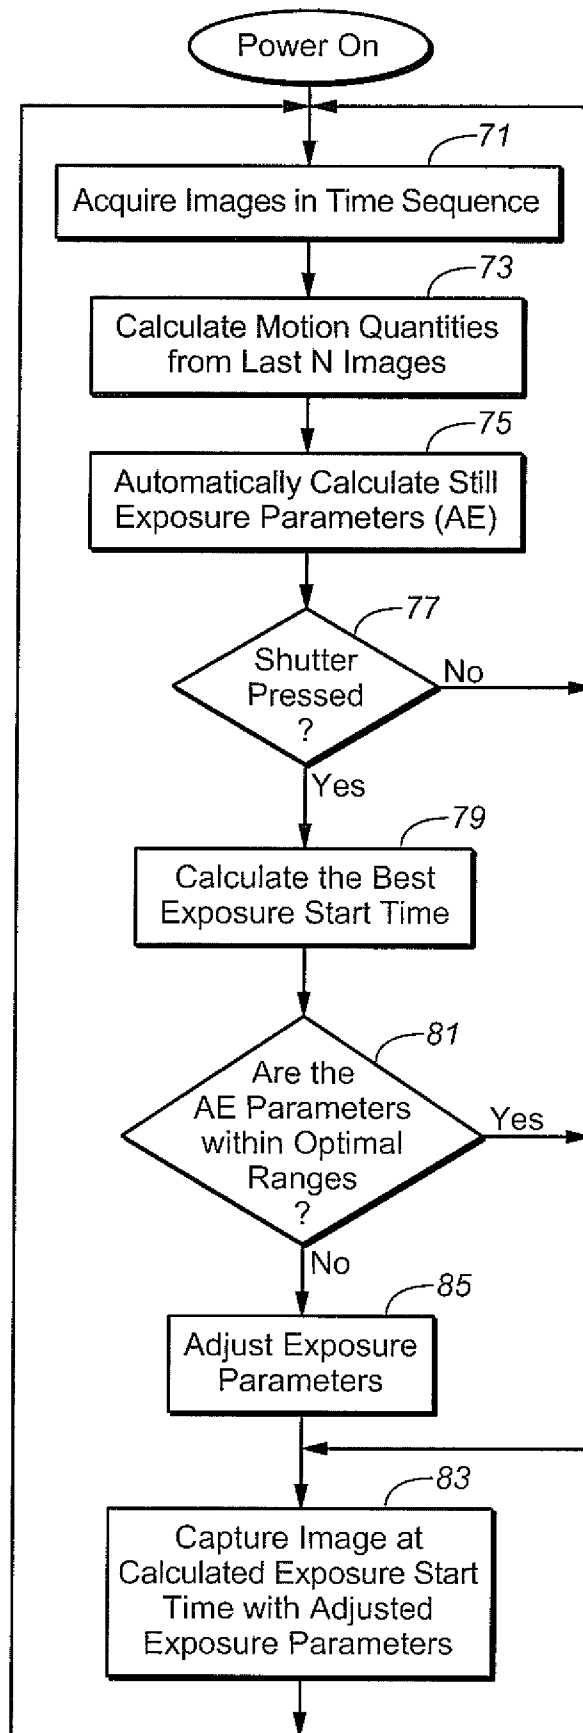 Power On
71
Acquire Images in Time Sequence
73
Calculate Motion Quantities
from Last N Images
75
Automatically Calculate Still
Exposure Parameters (AE)
77
Shutter
Pressed
?
No
Yes
79
Calculate the Best
Exposure Start Time
81
Are the
AE Parameters
within Optimal
Ranges
?
Yes
No
85
Adjust Exposure
Parameters
83
Capture Image at
Calculated Exposure Start
Time with Adjusted
Exposure Parameters